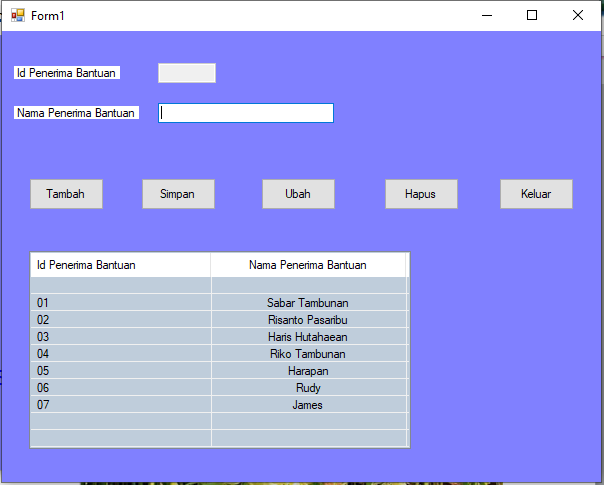 Form1
Id Penerima Bantuan
Nama Penerima Bantuan
Tambah Simpan Ubah Hapus Keluar
Id Penerima Bantuan Nama Penerima Bantuan
01 Sabar Tambunan
02 Risanto Pasaribu
03 Haris Hutahaean
04 Riko Tambunan
05 Harapan
06 Rudy
07 James